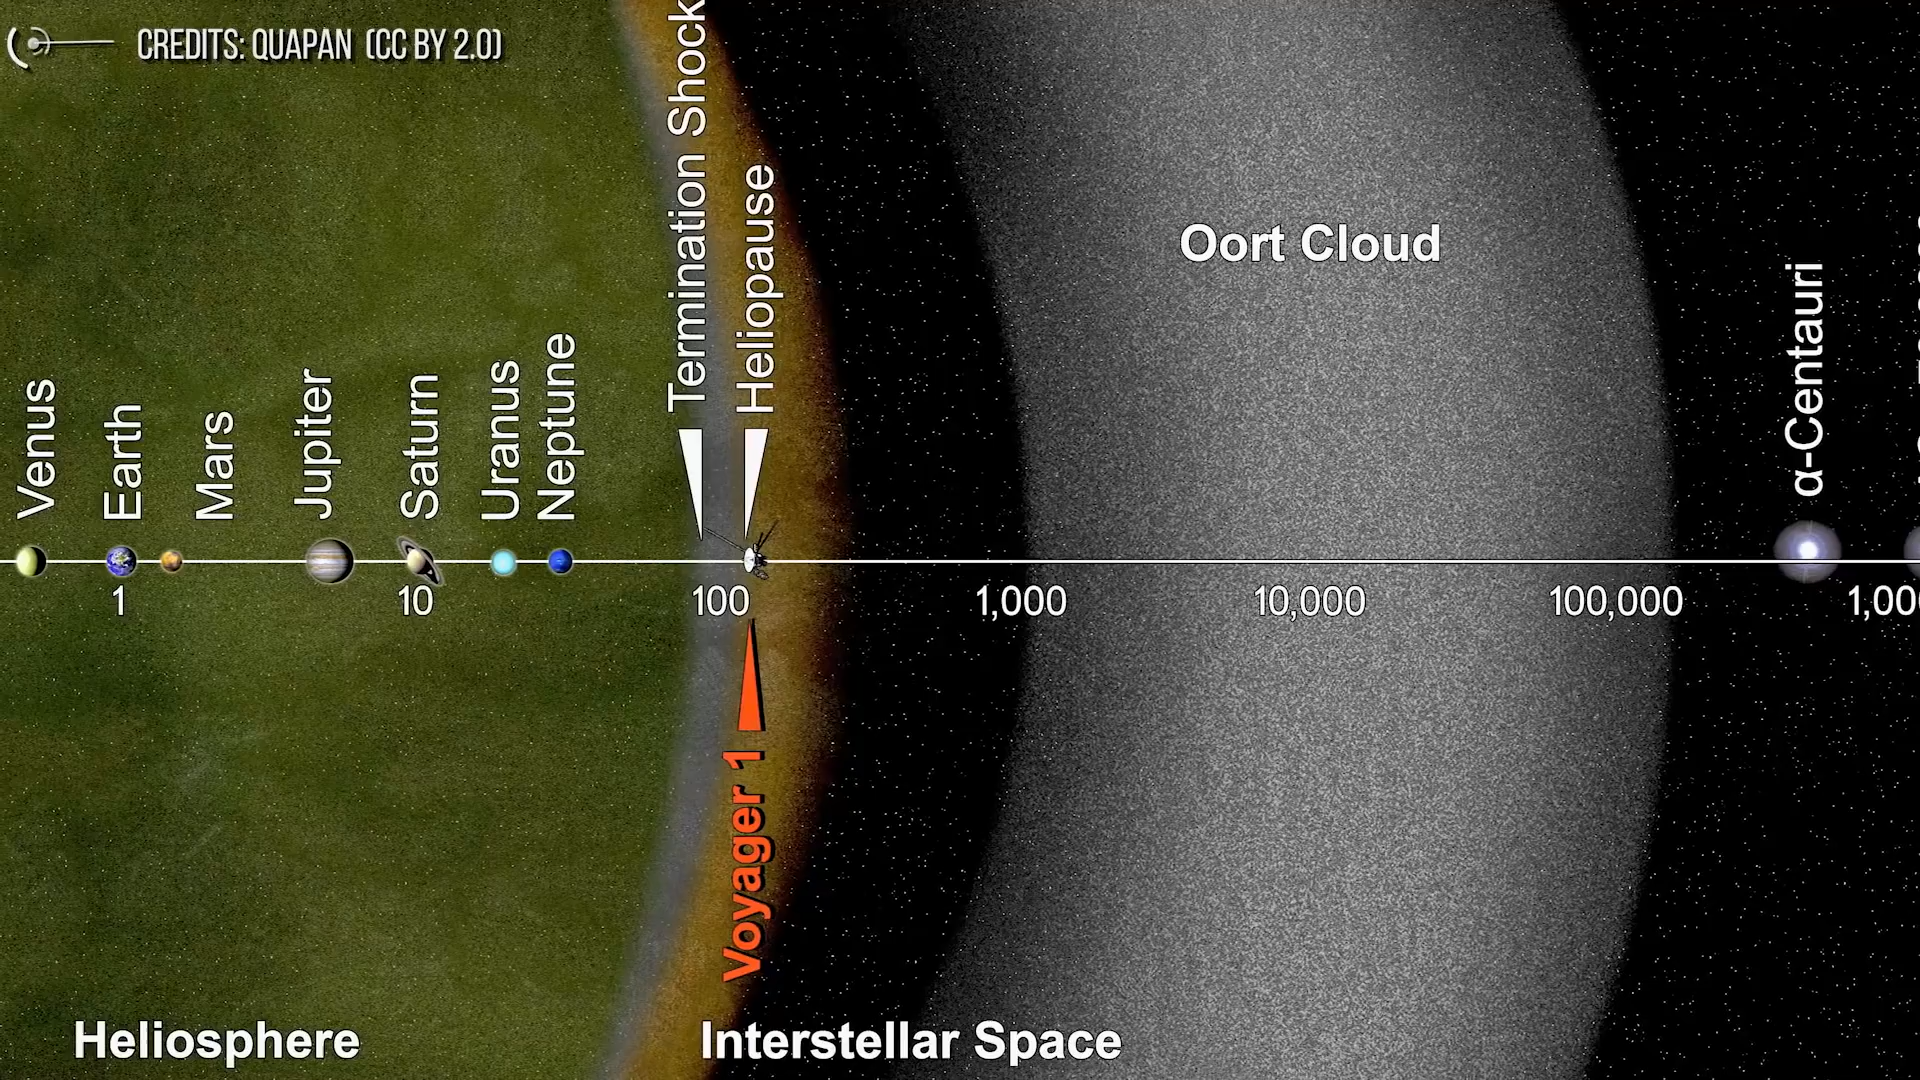 CREDITS: QUAPAN (CC BY 2.0)
Termination Shock
Heliopause
Oort Cloud
α-Centauri
Venus
Earth
Mars
Jupiter
Saturn
Uranus
Neptune
1
10
100
1,000
10,000
100,000
Voyager 1
Heliosphere
Interstellar Space